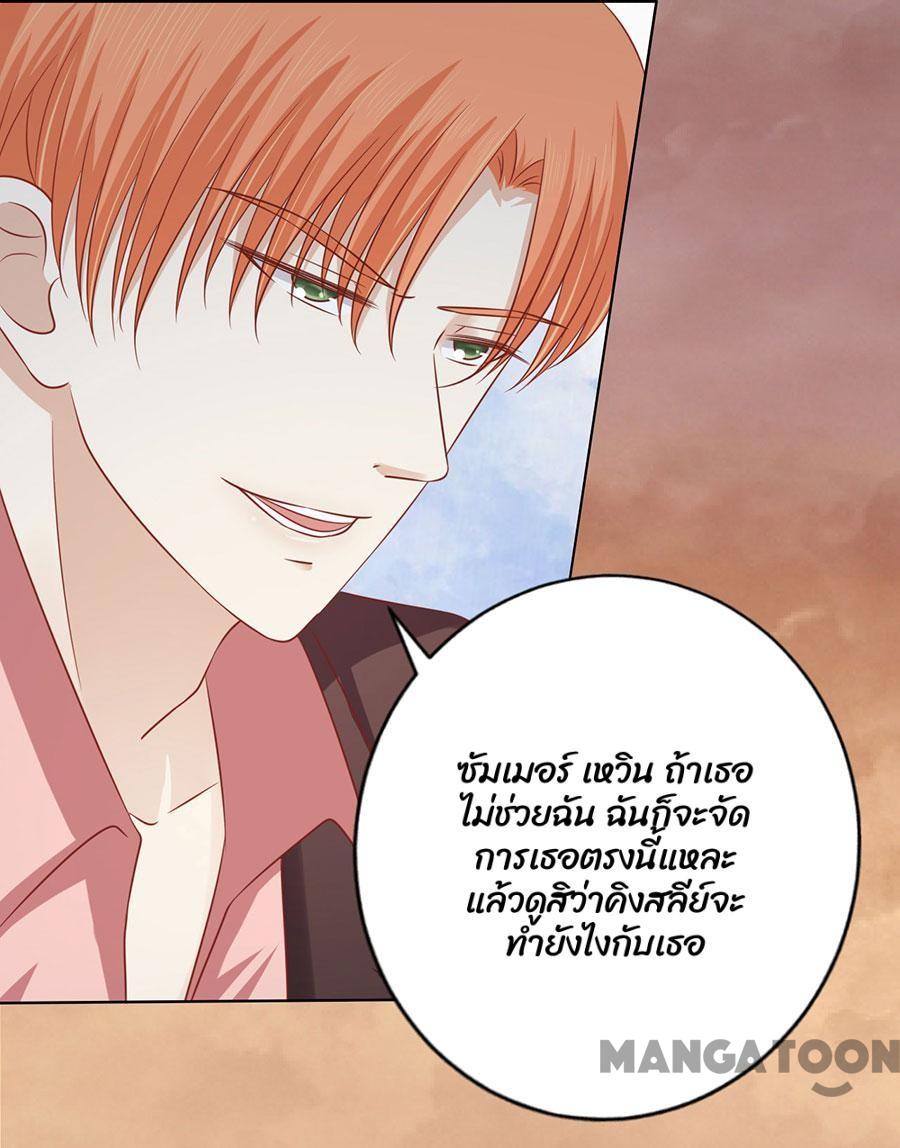 ซัมเมอร์ เหวิน ถ้าเธอ
ไม่ช่วยฉัน ฉันก็จะจัด
การเธอตรงนี้แหละ
แล้วดูสิว่าคิงสลีย์จะ
ทำยังไงกับเธอ
MANGATOON